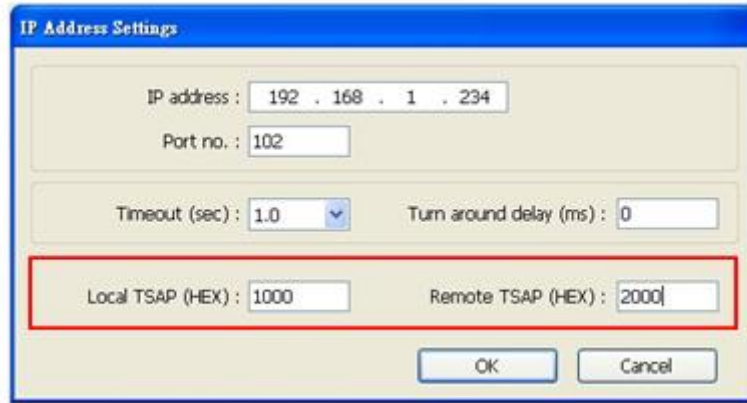 IP Address Settings
IP address : 192 . 168 . 1 . 234
Port no. : 102
Timeout (sec) : 1.0 Turn around delay (ms) : 0
Local TSAP (HEX) : 1000 Remote TSAP (HEX) : 2000
OK Cancel